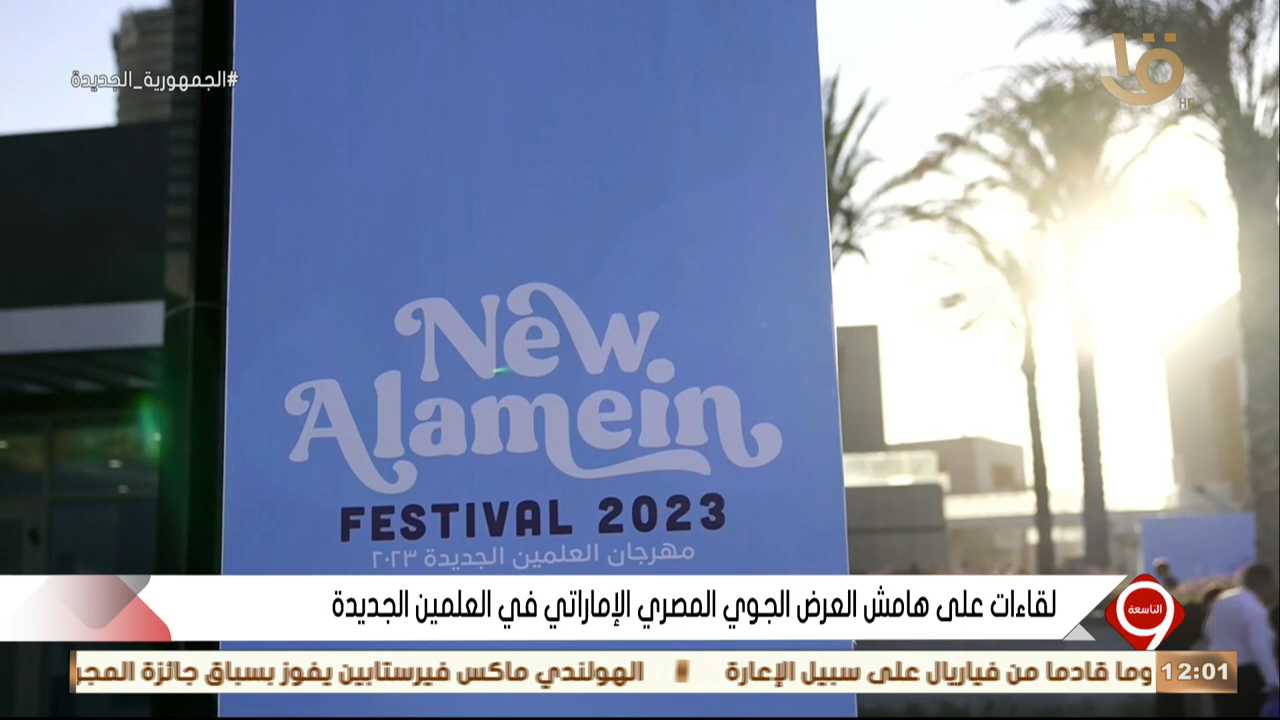 #الجمهورية_الجديدة
HD
New
Alamein
FESTIVAL 2023
مهرجان العلمين الجديدة ٢٠٢٣
لقاءات على هامش العرض الجوي المصري الإماراتي في العلمين الجديدة
التاسعة
9
12:01
وما قادما من فياريال على سبيل الإعارة
الهولندي ماكس فيرستابين يفوز بسباق جائزة المجر